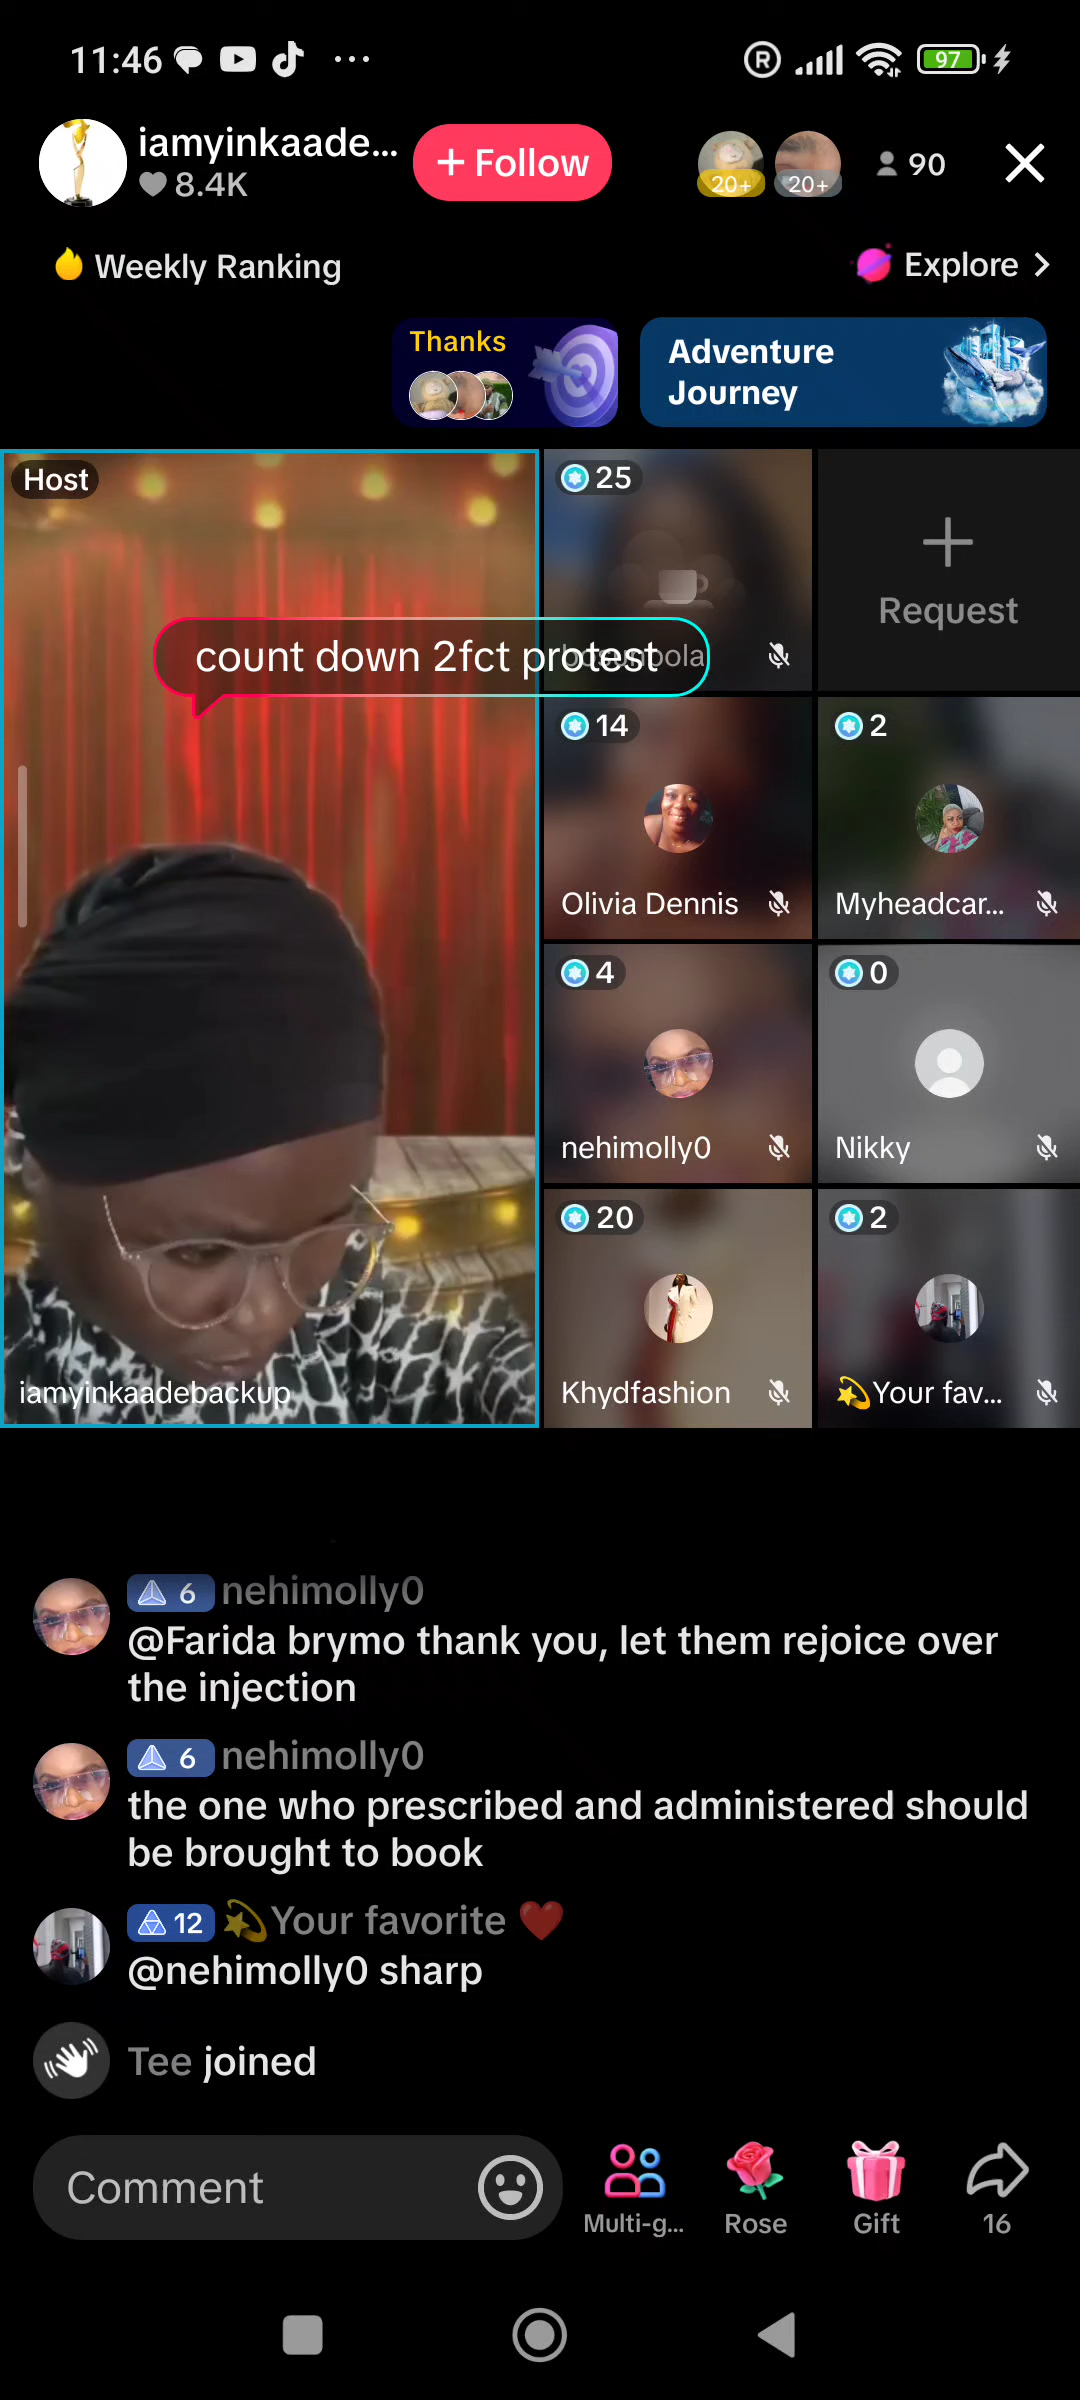 11:46
97
iamyinkaade...
8.4K
+ Follow
20+
20+
90
Weekly Ranking
Explore
Thanks
Adventure
Journey
Host
25
Request
count down 2fct protest
14
2
Olivia Dennis
Myheadcar...
4
0
nehimolly0
Nikky
20
2
iamyinkaadebackup
Khydfashion
Your fav...
6 nehimolly0
@Farida brymo thank you, let them rejoice over
the injection
6 nehimolly0
the one who prescribed and administered should
be brought to book
12 Your favorite
@nehimolly0 sharp
Tee joined
Comment
Multi-g...
Rose
Gift
16